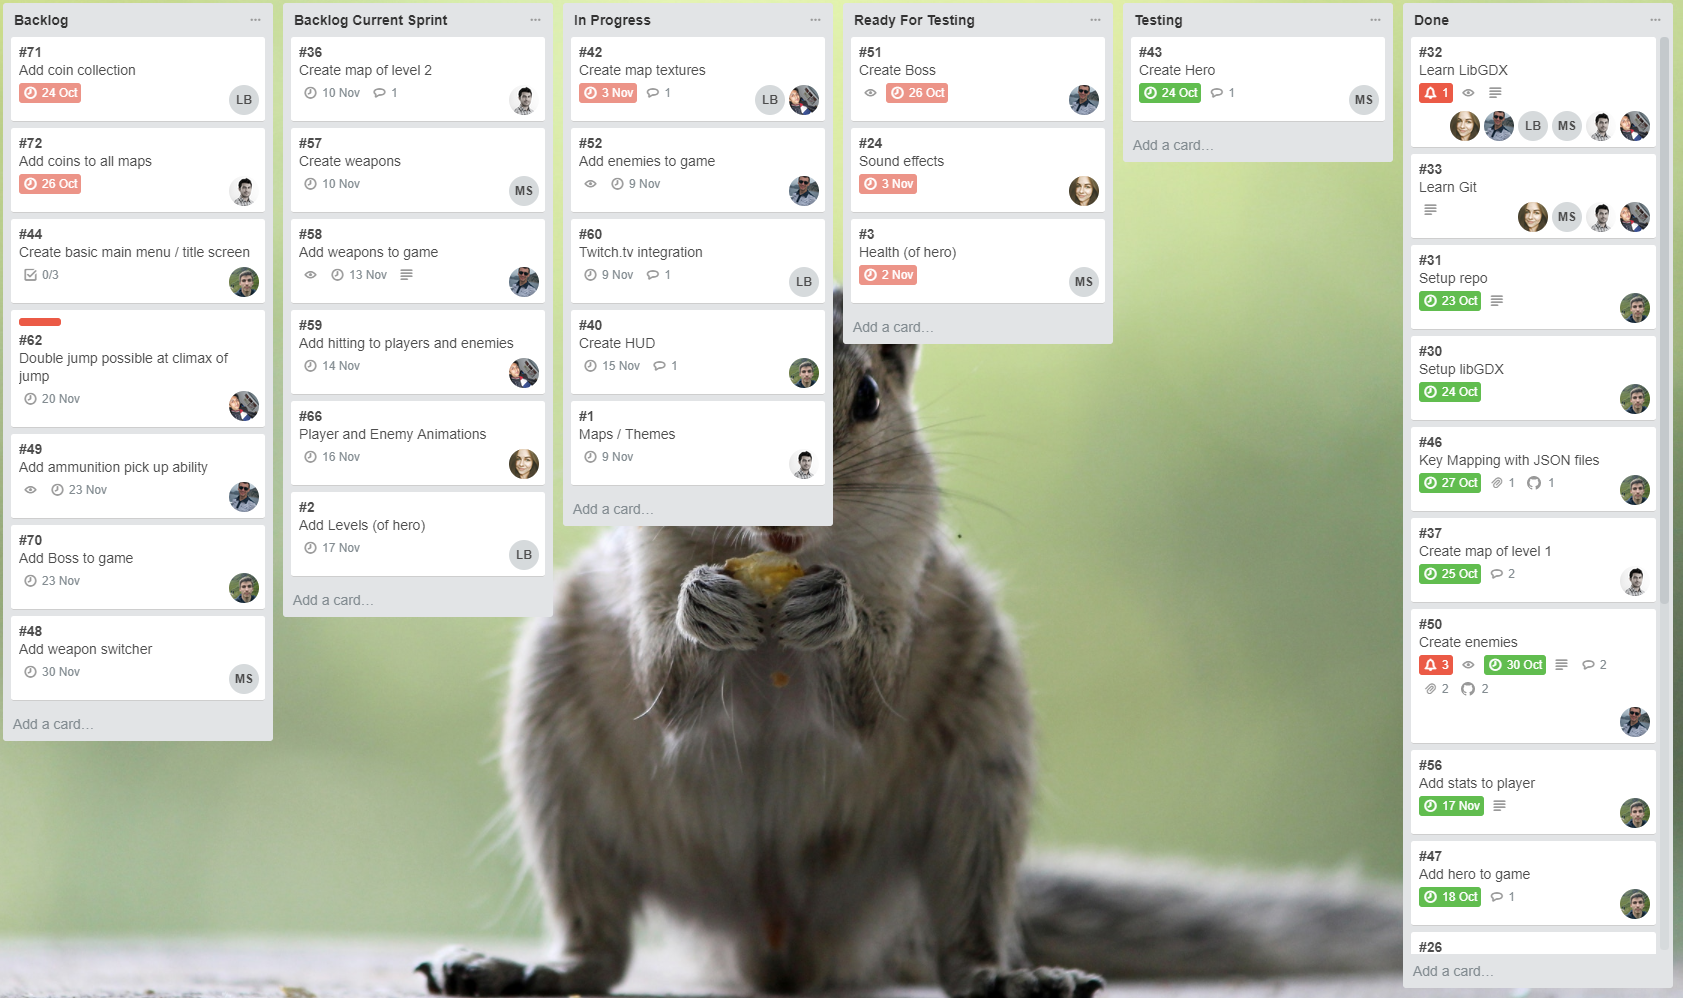 Backlog
#71
Add coin collection
24 Oct
LB
#72
Add coins to all maps
26 Oct
#44
Create basic main menu / title screen
0/3
#62
Double jump possible at climax of
jump
20 Nov
#49
Add ammunition pick up ability
23 Nov
#70
Add Boss to game
23 Nov
#48
Add weapon switcher
30 Nov
MS
Add a card...
Backlog Current Sprint
#36
Create map of level 2
10 Nov 1
#57
Create weapons
10 Nov
MS
#58
Add weapons to game
13 Nov
#59
Add hitting to players and enemies
14 Nov
#66
Player and Enemy Animations
16 Nov
#2
Add Levels (of hero)
17 Nov
LB
Add a card...
In Progress
#42
Create map textures
3 Nov 1
LB
#52
Add enemies to game
9 Nov
#60
Twitch.tv integration
9 Nov 1
LB
#40
Create HUD
15 Nov 1
#1
Maps / Themes
9 Nov
Add a card...
Ready For Testing
#51
Create Boss
26 Oct
#24
Sound effects
3 Nov
#3
Health (of hero)
2 Nov
MS
Add a card...
Testing
#43
Create Hero
24 Oct 1
MS
Add a card...
Done
#32
Learn LibGDX
1
LB MS
#33
Learn Git
MS
#31
Setup repo
23 Oct
#30
Setup libGDX
24 Oct
#46
Key Mapping with JSON files
27 Oct 1 1
#37
Create map of level 1
25 Oct 2
#50
Create enemies
3 30 Oct 2
2 2
#56
Add stats to player
17 Nov
#47
Add hero to game
18 Oct 1
#26
Add a card...